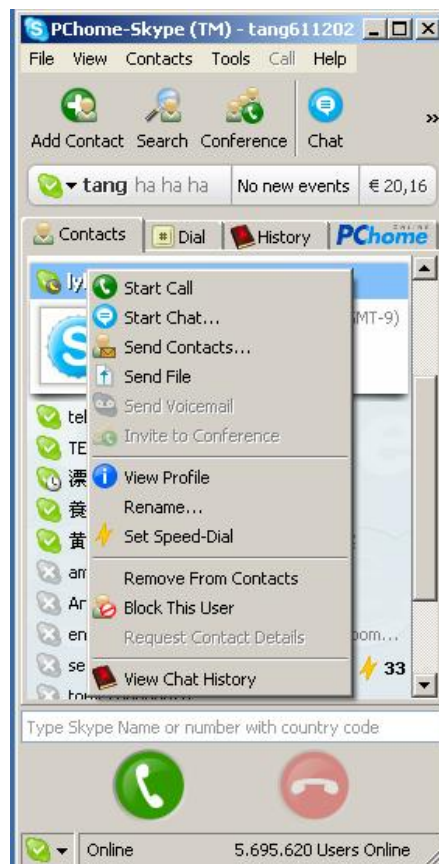 PChome-Skype (TM) - tang611202
File View Contacts Tools Call Help
Add Contact Search Conference Chat »
tang ha ha ha No new events € 20,16
Contacts # Dial History PChome ONLINE
Start Call
Start Chat...
MT-9)
Send Contacts...
Send File
Send Voicemail
tel
Invite to Conference
TE
漂
View Profile
Rename...
養
Set Speed-Dial
黄
Remove From Contacts
am
Block This User
Ar
Request Contact Details
en
oom...
se
33
View Chat History
Type Skype Name or number with country code
Online 5.695.620 Users Online